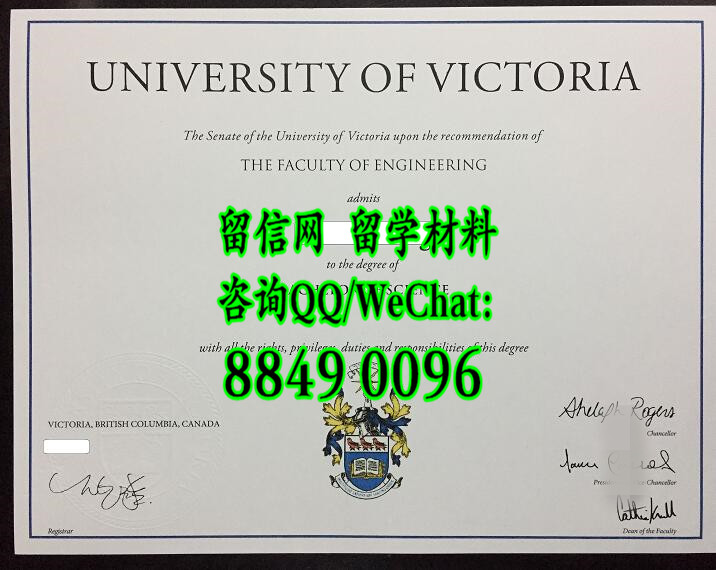 UNIVERSITY OF VICTORIA
The Senate of the University of Victoria upon the recommendation of
THE FACULTY OF ENGINEERING
admits
留信网 留学材料
to the degree of
咨询QQ/WeChat:
with all the rights, privileges, duties and responsibilities of this degree
8849 0096
VICTORIA, BRITISH COLUMBIA, CANADA
Shelagh Rogers
Chancellor
Chancellor
Registrar
Dean of the Faculty